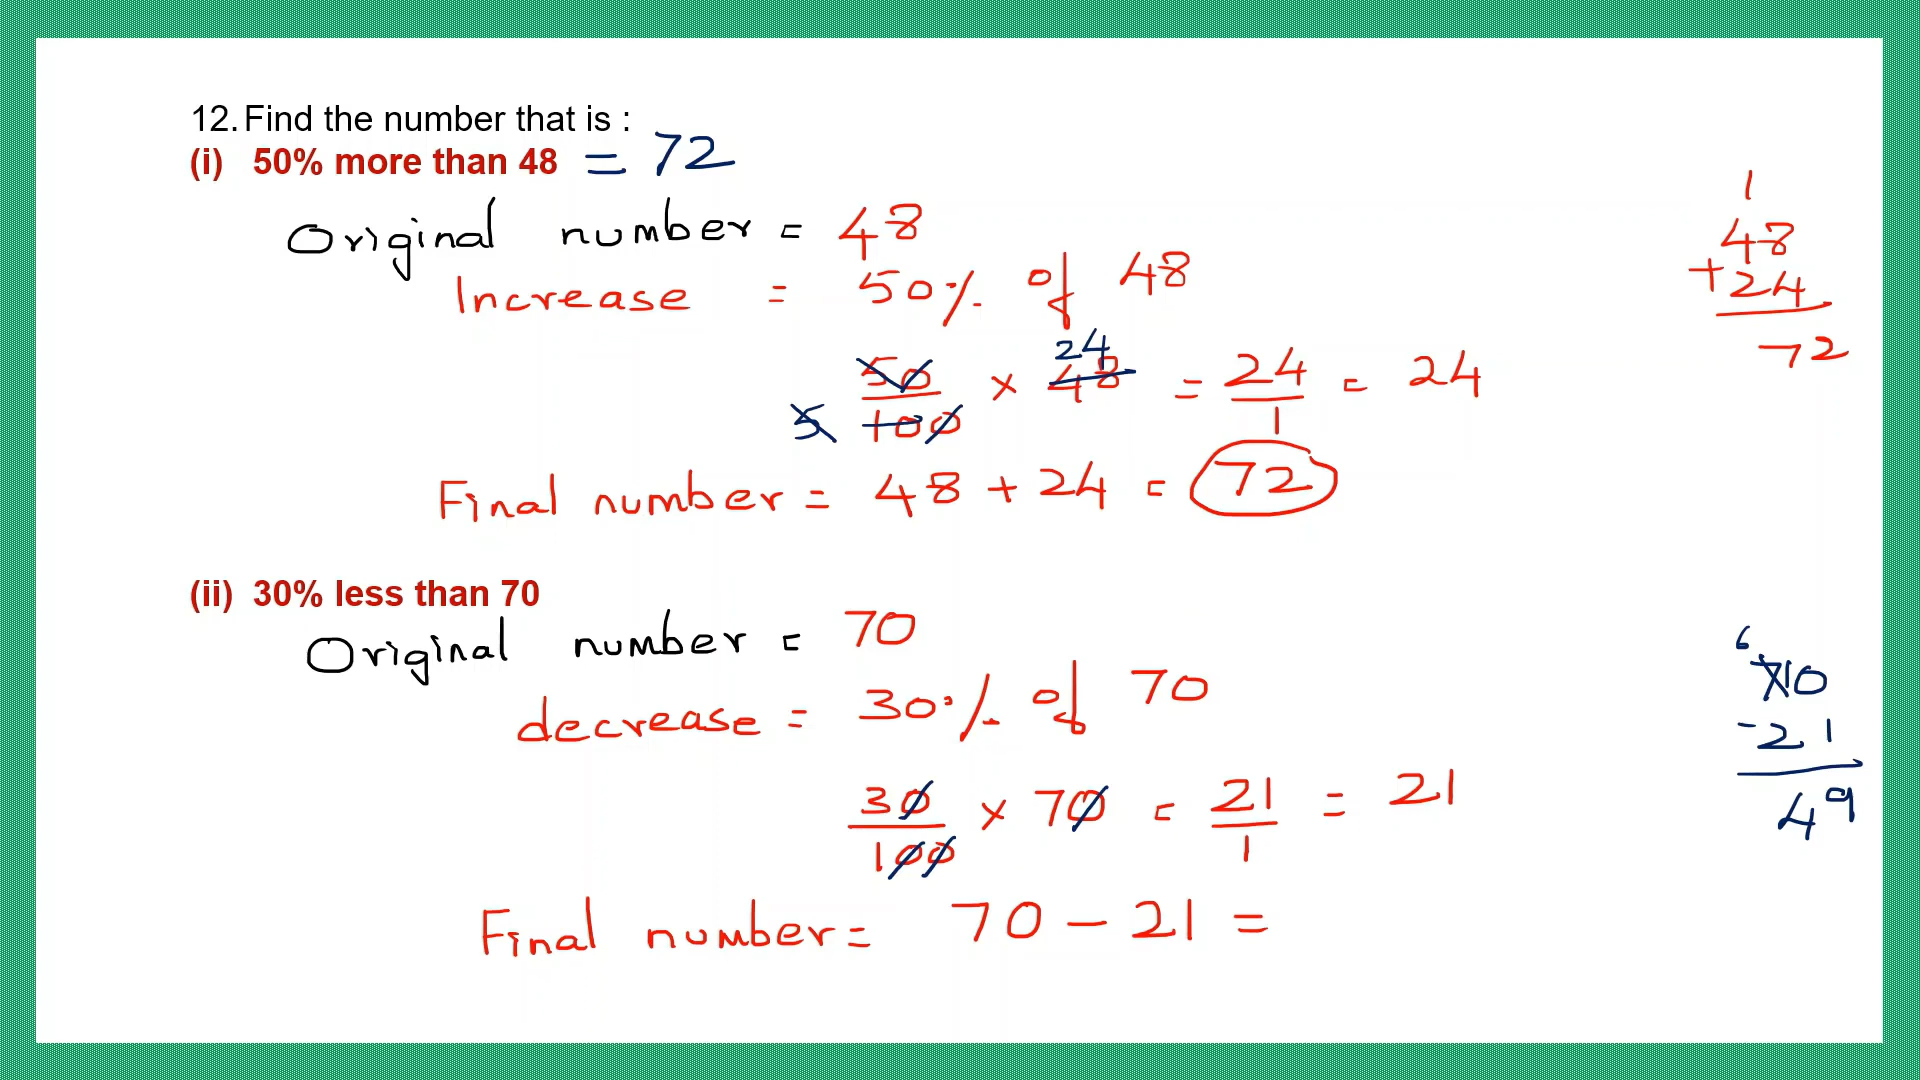 12. Find the number that is :
(i) 50% more than 48 = 72
Original number = 48
Increase = 50% of 48
24
50/100 × 48 = 24/1 = 24
5
Final number = 48 + 24 = 72
1
48
+24
72
(ii) 30% less than 70
Original number = 70
decrease = 30% of 70
30/100 × 70 = 21/1 = 21
Final number = 70 - 21 =
6
710
-21
49